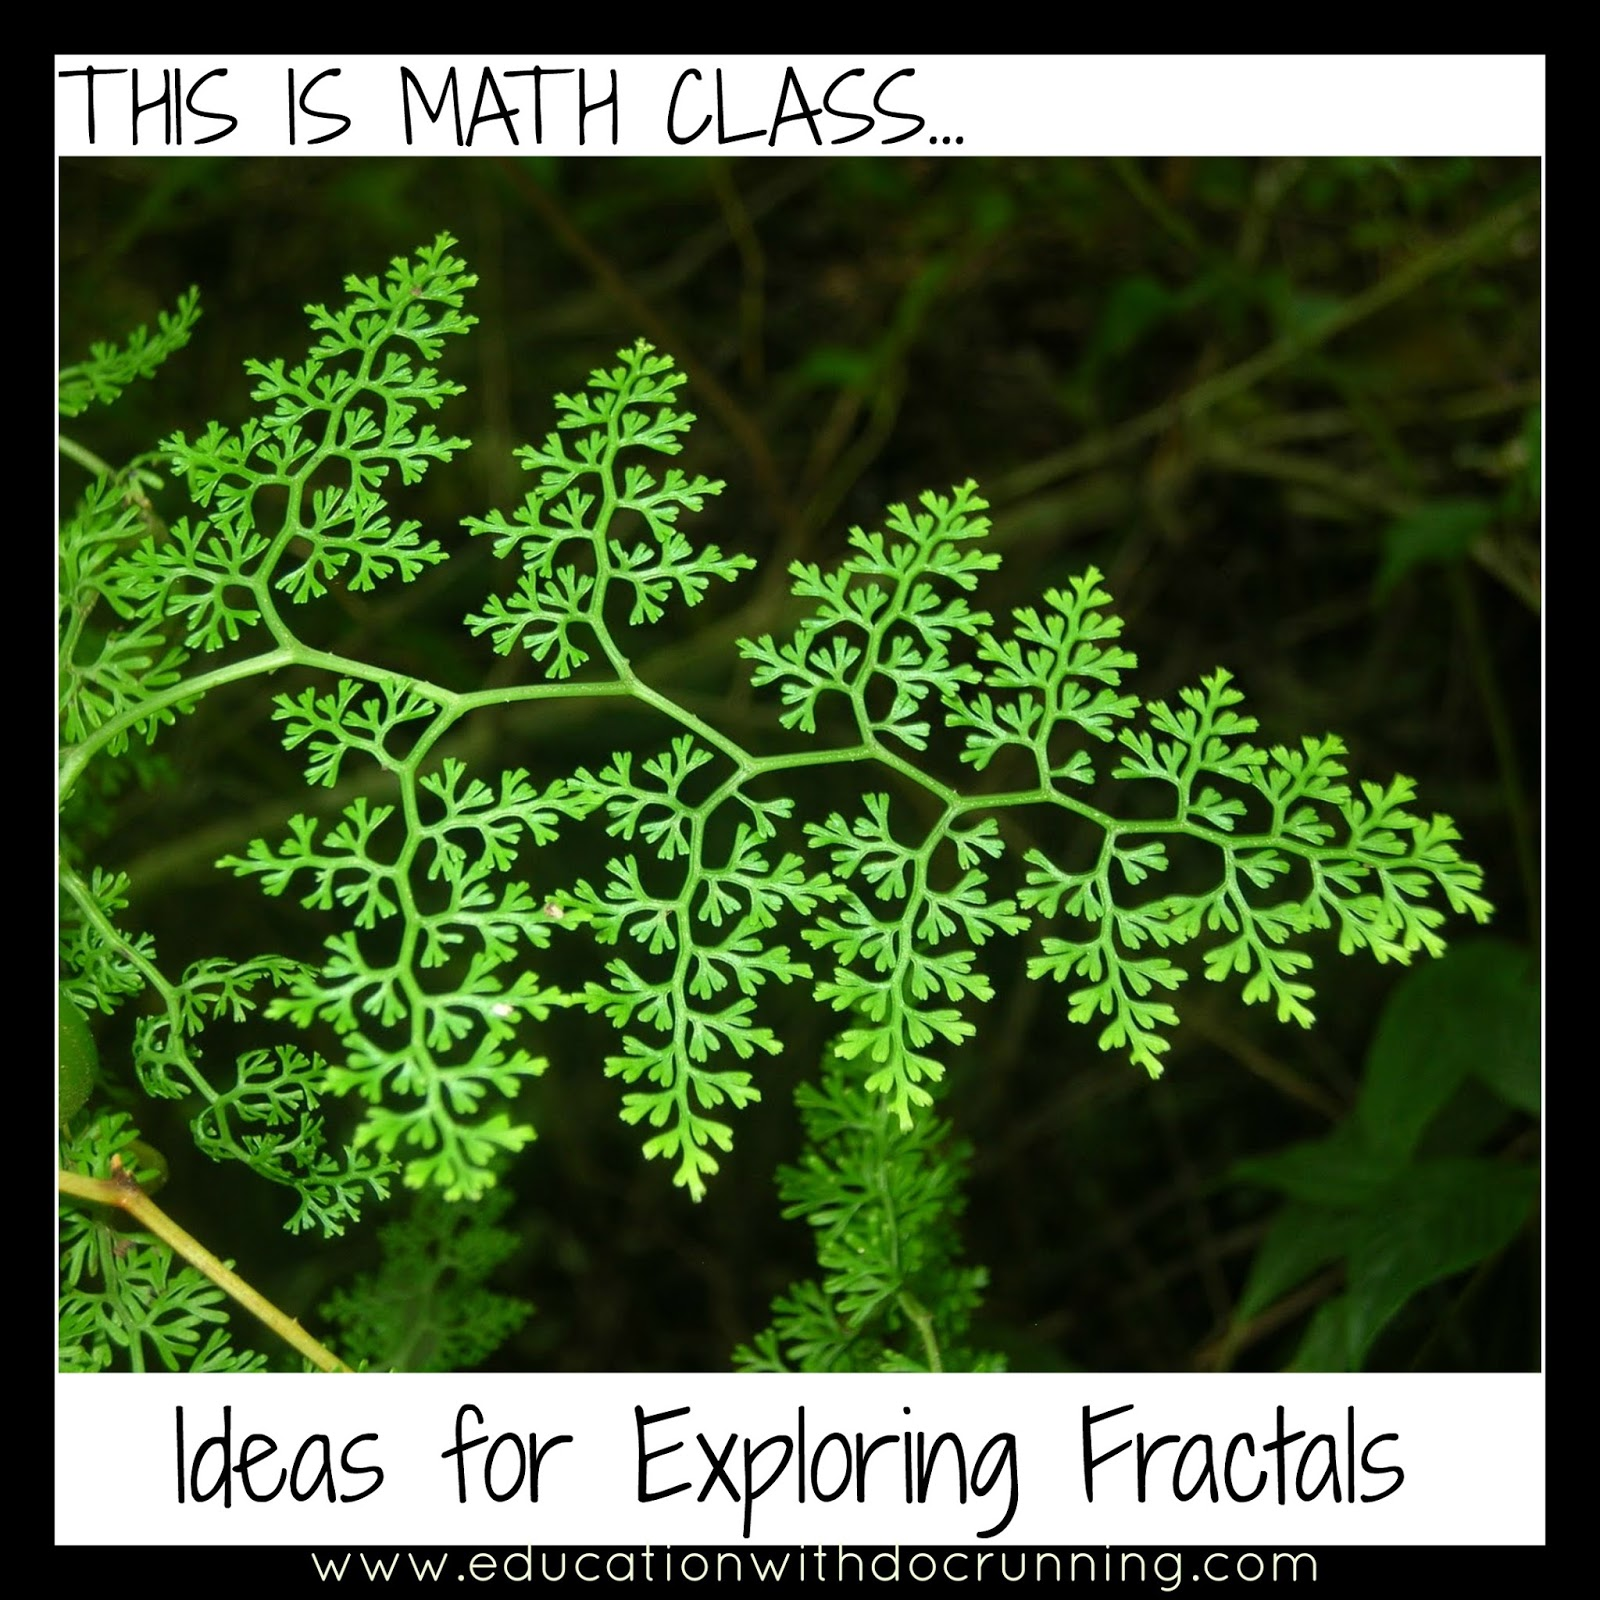 THIS IS MATH CLASS...
Ideas for Exploring Fractals
www.educationwithdocrunning.com